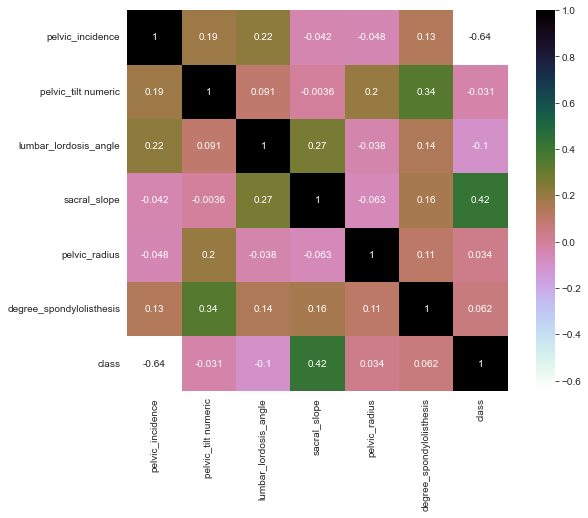 pelvic_incidence 1 0.19 0.22 -0.042 -0.048 0.13 -0.64
pelvic_tilt numeric 0.19 1 0.091 -0.0036 0.2 0.34 -0.031
lumbar_lordosis_angle 0.22 0.091 1 0.27 -0.038 0.14 -0.1
sacral_slope -0.042 -0.0036 0.27 1 -0.063 0.16 0.42
pelvic_radius -0.048 0.2 -0.038 -0.063 1 0.11 0.034
degree_spondylolisthesis 0.13 0.34 0.14 0.16 0.11 1 0.062
class -0.64 -0.031 -0.1 0.42 0.034 0.062 1
pelvic_incidence
pelvic_tilt numeric
lumbar_lordosis_angle
sacral_slope
pelvic_radius
degree_spondylolisthesis
class
1.0
0.8
0.6
0.4
0.2
0.0
-0.2
-0.4
-0.6